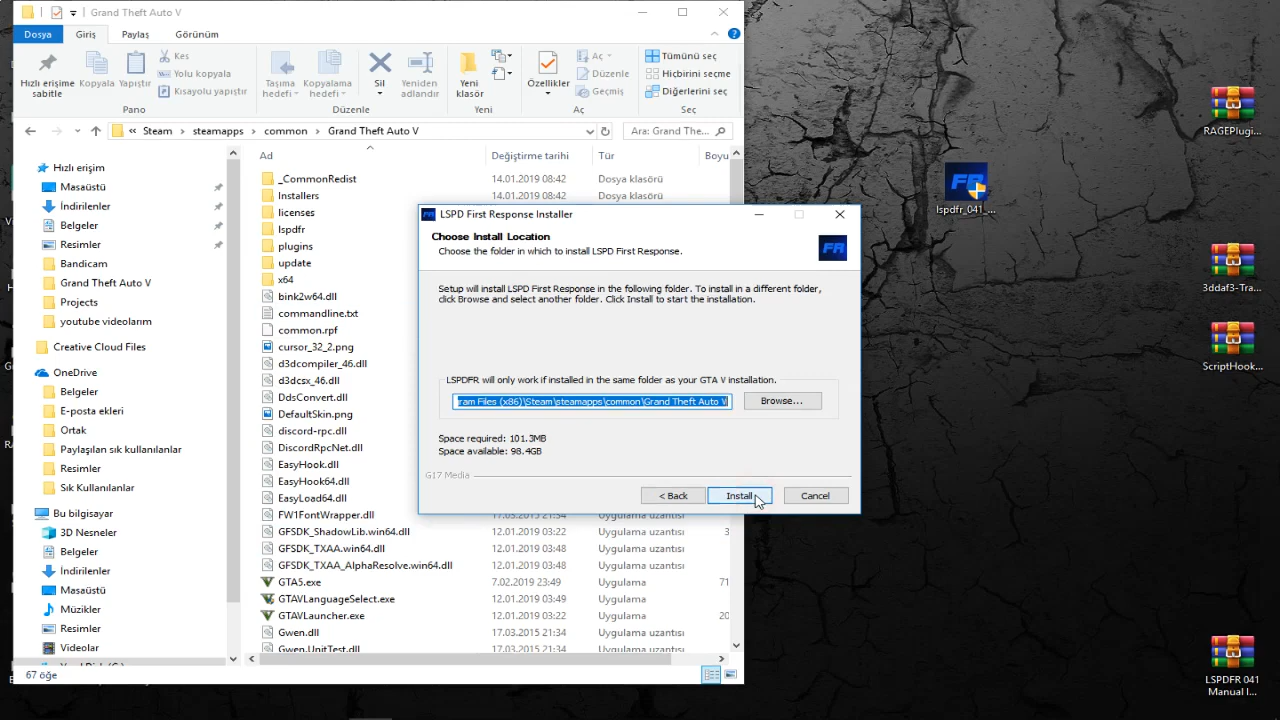 Grand Theft Auto V
Dosya
Giriş
Paylaş
Görünüm
Hızlı erişime
sabitle
Kopyala
Yapıştır
Kes
Yolu kopyala
Kısayolu yapıştır
Taşıma
hedefi
Kopyalama
hedefi
Sil
Yeniden
adlandır
Yeni
klasör
Özellikler
Aç
Düzenle
Geçmiş
Tümünü seç
Hiçbirini seçme
Diğerlerini seç
Pano
Düzenle
Yeni
Aç
Seç
« Steam > steamapps > common > Grand Theft Auto V
Ara: Grand The...
Hızlı erişim
Masaüstü
İndirilenler
Belgeler
Resimler
Bandicam
Grand Theft Auto V
Projects
youtube videolarım
Creative Cloud Files
OneDrive
Belgeler
E-posta ekleri
Ortak
Paylaşılan sık kullanılanlar
Resimler
Sık Kullanılanlar
Bu bilgisayar
3D Nesneler
Belgeler
İndirilenler
Masaüstü
Müzikler
Resimler
Videolar
67 öğe
Ad
Değiştirme tarihi
Tür
Boyu
_CommonRedist 14.01.2019 08:42 Dosya klasörü
Installers 14.01.2019 08:42 Dosya klasörü
licenses
lspdfr
plugins
update
x64
bink2w64.dll
commandline.txt
common.rpf
cursor_32_2.png
d3dcompiler_46.dll
d3dcsx_46.dll
DdsConvert.dll
DefaultSkin.png
discord-rpc.dll
DiscordRpcNet.dll
EasyHook.dll
EasyHook64.dll
EasyLoad64.dll
FW1FontWrapper.dll 17.03.2015 21:34 Uygulama uzantısı
GFSDK_ShadowLib.win64.dll 12.01.2019 03:22 Uygulama uzantısı 3
GFSDK_TXAA.win64.dll 12.01.2019 03:48 Uygulama uzantısı
GFSDK_TXAA_AlphaResolve.win64.dll 12.01.2019 03:48 Uygulama uzantısı
GTA5.exe 7.02.2019 23:49 Uygulama 71
GTAVLanguageSelect.exe 12.01.2019 03:49 Uygulama
GTAVLauncher.exe 12.01.2019 03:22 Uygulama 20
Gwen.dll 17.03.2015 21:34 Uygulama uzantısı
Gwen.UnitTest.dll 17.03.2015 21:34 Uygulama uzantısı
LSPD First Response Installer
Choose Install Location
Choose the folder in which to install LSPD First Response.
FR
Setup will install LSPD First Response in the following folder. To install in a different folder,
click Browse and select another folder. Click Install to start the installation.
LSPDFR will only work if installed in the same folder as your GTA V installation.
ram Files (x86)\Steam\steamapps\common\Grand Theft Auto V
Browse...
Space required: 101.3MB
Space available: 98.4GB
G17 Media
< Back
Install
Cancel
FR
lspdfr_041_...
RAGEPlugi...
3ddaf3-Tra...
ScriptHook...
LSPDFR 041
Manual I...